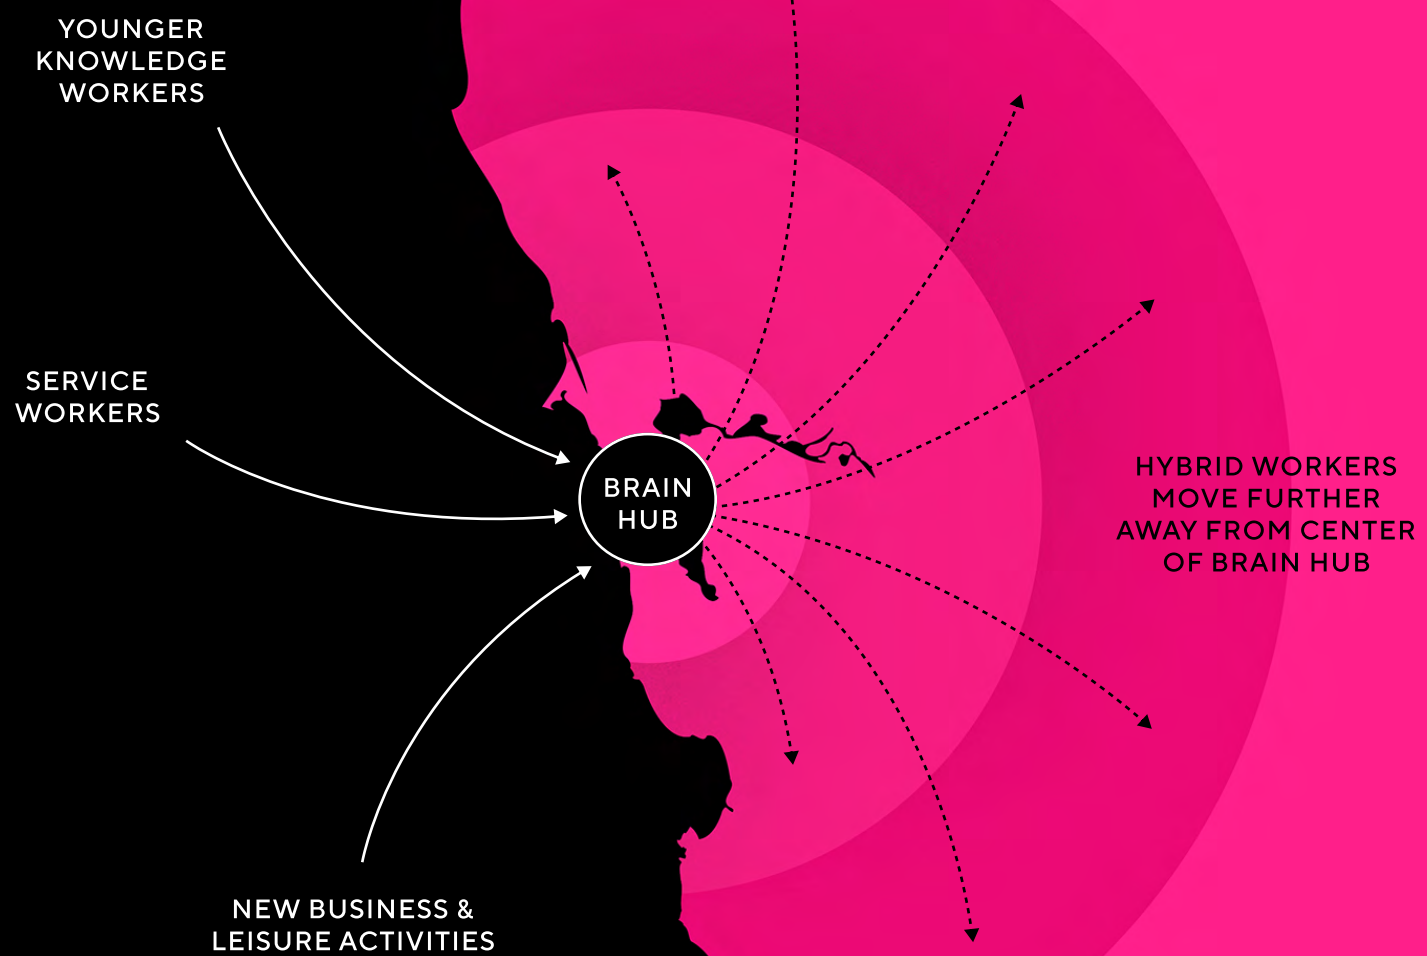 YOUNGER
KNOWLEDGE
WORKERS
SERVICE
WORKERS
BRAIN
HUB
HYBRID WORKERS
MOVE FURTHER
AWAY FROM CENTER
OF BRAIN HUB
NEW BUSINESS &
LEISURE ACTIVITIES